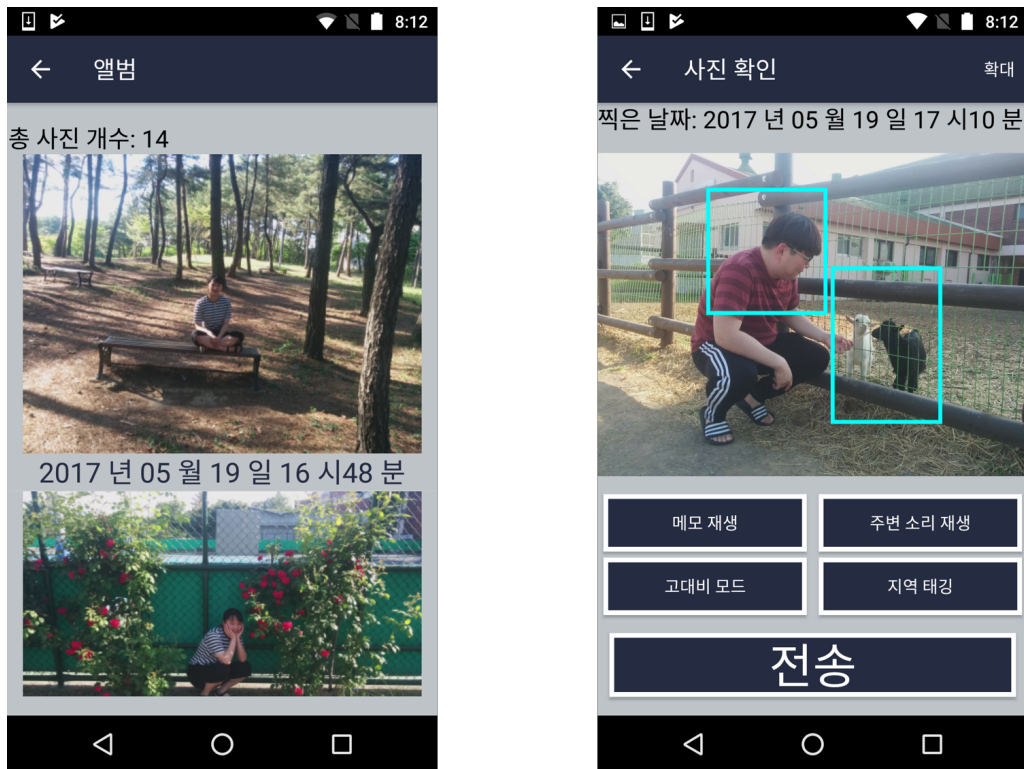 8:12
앨범
총 사진 개수: 14
2017 년 05 월 19 일 16 시48 분
8:12
사진 확인
확대
찍은 날짜: 2017 년 05 월 19 일 17 시10 분
메모 재생
주변 소리 재생
고대비 모드
지역 태깅
전송